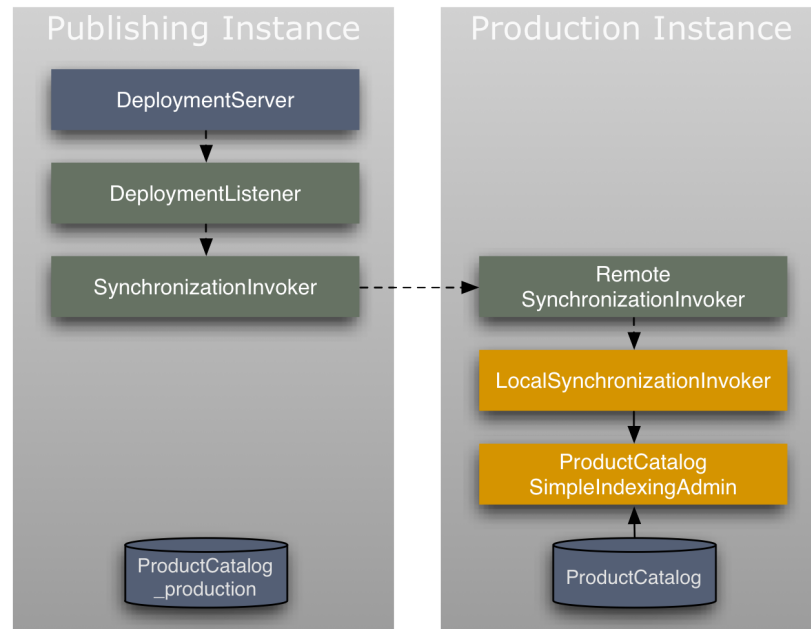 Publishing Instance
DeploymentServer
DeploymentListener
SynchronizationInvoker
ProductCatalog
_production
Production Instance
Remote
SynchronizationInvoker
LocalSynchronizationInvoker
ProductCatalog
SimpleIndexingAdmin
ProductCatalog